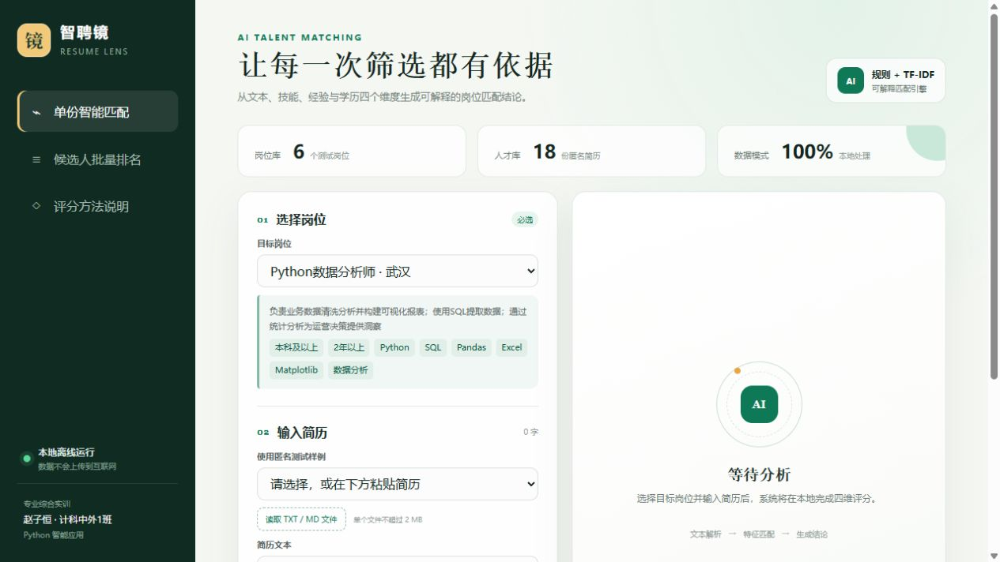 镜
智聘镜
RESUME LENS
单份智能匹配
候选人批量排名
评分方法说明
本地离线运行
数据不会上传到互联网
专业综合实训
赵子恒 · 计科中外1班
Python 智能应用
AI TALENT MATCHING
让每一次筛选都有依据
从文本、技能、经验与学历四个维度生成可解释的岗位匹配结论。
AI
规则 + TF-IDF
可解释匹配引擎
岗位库 6 个测试岗位
人才库 18 份匿名简历
数据模式 100% 本地处理
01 选择岗位 必选
目标岗位
Python数据分析师 · 武汉
负责业务数据清洗分析并构建可视化报表；使用SQL提取数据；通过
统计分析为运营决策提供洞察
本科及以上 2年以上 Python SQL Pandas Excel
Matplotlib 数据分析
02 输入简历 0 字
使用匿名测试样例
请选择，或在下方粘贴简历
读取 TXT / MD 文件 单个文件不超过 2 MB
简历文本
AI
等待分析
选择目标岗位并输入简历后，系统将在本地完成四维评分。
文本解析 → 特征匹配 → 生成结论